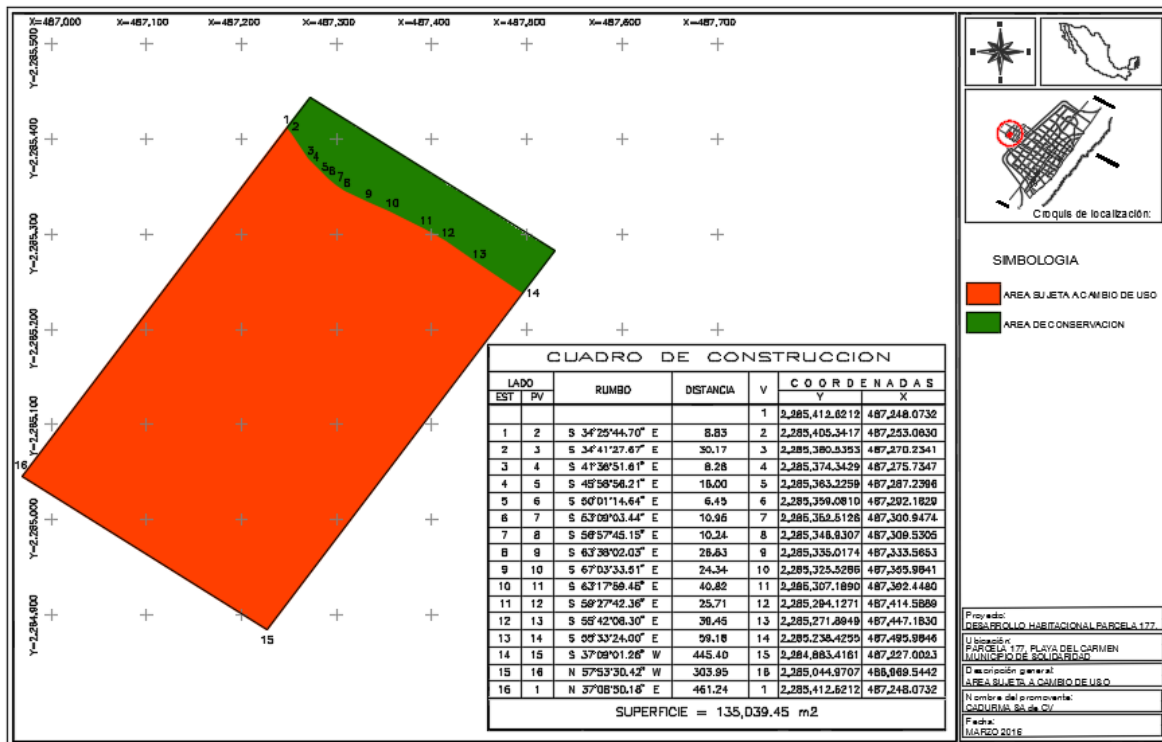 X=487,000 X=487,100 X=487,200 X=487,300 X=487,400 X=487,500 X=487,600 X=487,700
Y=2.285.500
Y=2.285.400
Y=2.285.300
Y=2.285.200
Y=2.285.100
Y=2.285.000
Y=2.284.900
1
2
3
4
5
6
7
8
9
10
11
12
13
14
15
16
CUADRO DE CONSTRUCCION
LADO RUMBO DISTANCIA V COORDENADAS
EST PV Y X
1 2,285,412.6212 487,248.0732
1 2 S 34°25'44.70" E 8.83 2 2,285,405.3417 487,253.0630
2 3 S 34°41'27.67" E 30.17 3 2,285,380.5353 487,270.2341
3 4 S 41°36'51.61" E 8.28 4 2,285,374.3429 487,275.7347
4 5 S 45°58'58.21" E 16.00 5 2,285,363.2259 487,287.2396
5 6 S 50°01'14.64" E 6.45 6 2,285,359.0810 487,292.1829
6 7 S 53°09'03.44" E 10.95 7 2,285,352.5126 487,300.9474
7 8 S 56°57'45.15" E 10.24 8 2,285,346.9307 487,309.5305
8 9 S 63°38'02.03" E 26.83 9 2,285,335.0174 487,333.5653
9 10 S 67°03'33.51" E 24.34 10 2,285,325.5286 487,355.9841
10 11 S 63°17'59.45" E 40.82 11 2,285,307.1890 487,392.4480
11 12 S 59°27'42.36" E 25.71 12 2,285,294.1271 487,414.5889
12 13 S 55°42'06.30" E 39.45 13 2,285,271.8949 487,447.1830
13 14 S 55°33'24.00" E 59.18 14 2,285,238.4255 487,495.9846
14 15 S 37°09'01.26" W 445.40 15 2,284,883.4161 487,227.0023
15 16 N 57°53'30.42" W 303.95 16 2,285,044.9707 486,969.5442
16 1 N 37°08'50.18" E 461.24 1 2,285,412.6212 487,248.0732
SUPERFICIE = 135,039.45 m2
Croquis de localización:
SIMBOLOGIA
AREA SUJETA A CAMBIO DE USO
AREA DE CONSERVACION
Proyecto:
DESARROLLO HABITACIONAL PARCELA 177.
Ubicación:
PARCELA 177, PLAYA DEL CARMEN
MUNICIPIO DE SOLIDARIDAD
Descripción general:
AREA SUJETA A CAMBIO DE USO
Nombre del promovente:
CADURMA SA de CV
Fecha:
MARZO 2016